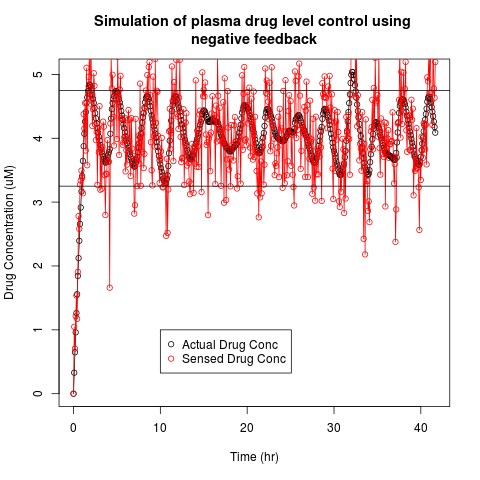 Simulation of plasma drug level control using
negative feedback
Drug Concentration (uM)
5
4
3
2
1
0
Actual Drug Conc
Sensed Drug Conc
0 10 20 30 40
Time (hr)